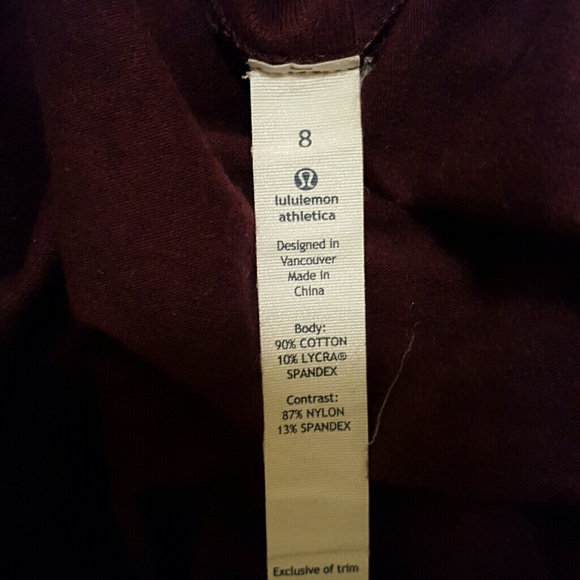 8
lululemon
athletica
Designed in
Vancouver
Made in
China
Body:
90% COTTON
10% LYCRA®
SPANDEX
Contrast:
87% NYLON
13% SPANDEX
Exclusive of trim